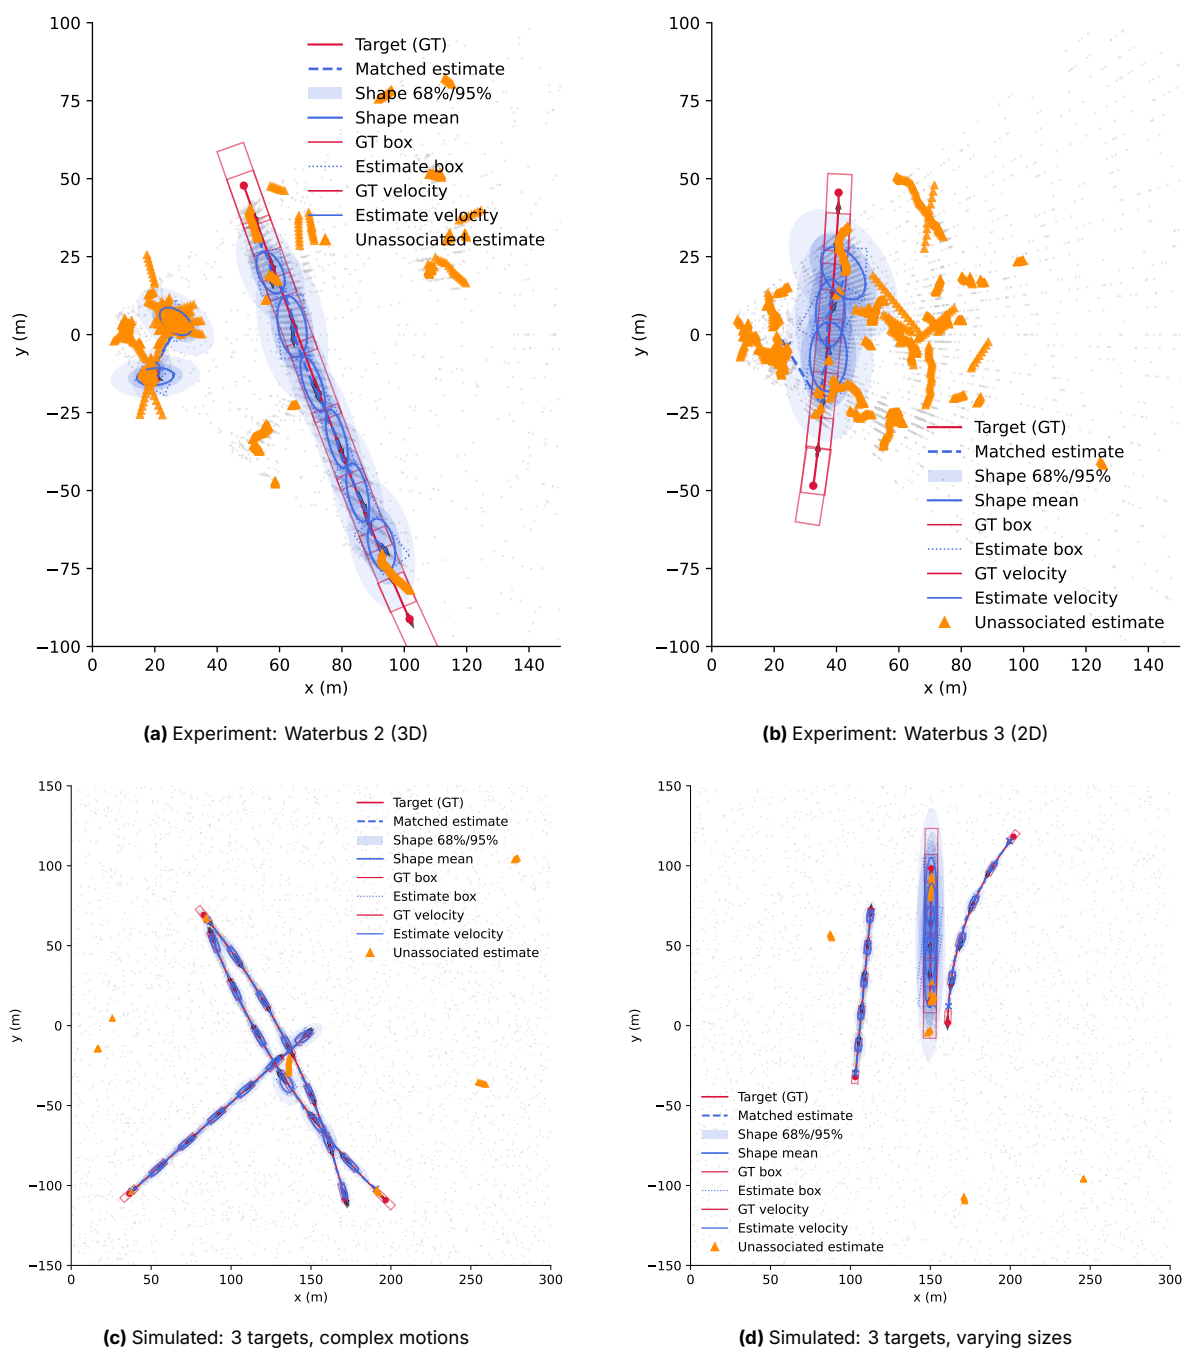 100
75
50
25
0
−25
−50
−75
−100
y (m)
0 20 40 60 80 100 120 140
x (m)
Target (GT)
Matched estimate
Shape 68%/95%
Shape mean
GT box
Estimate box
GT velocity
Estimate velocity
Unassociated estimate
(a) Experiment: Waterbus 2 (3D)
100
75
50
25
0
−25
−50
−75
−100
y (m)
0 20 40 60 80 100 120 140
x (m)
Target (GT)
Matched estimate
Shape 68%/95%
Shape mean
GT box
Estimate box
GT velocity
Estimate velocity
Unassociated estimate
(b) Experiment: Waterbus 3 (2D)
150
100
50
0
−50
−100
−150
y (m)
0 50 100 150 200 250 300
x (m)
Target (GT)
Matched estimate
Shape 68%/95%
Shape mean
GT box
Estimate box
GT velocity
Estimate velocity
Unassociated estimate
(c) Simulated: 3 targets, complex motions
150
100
50
0
−50
−100
−150
y (m)
0 50 100 150 200 250 300
x (m)
Target (GT)
Matched estimate
Shape 68%/95%
Shape mean
GT box
Estimate box
GT velocity
Estimate velocity
Unassociated estimate
(d) Simulated: 3 targets, varying sizes